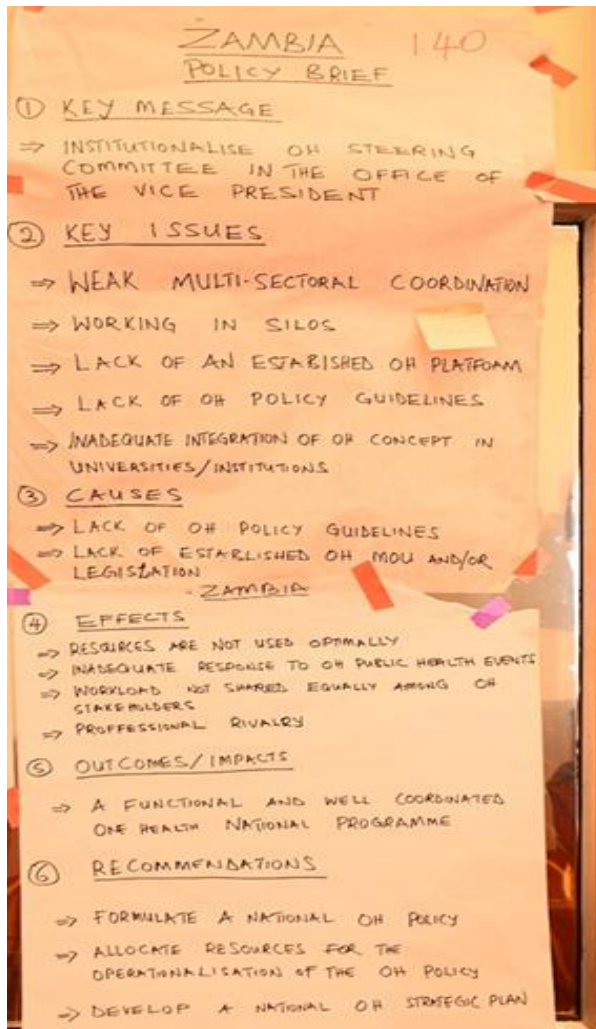 ZAMBIA 140
POLICY BRIEF
① KEY MESSAGE
⇒ INSTITUTIONALISE OH STEERING
COMMITTEE IN THE OFFICE OF
THE VICE PRESIDENT
② KEY ISSUES
⇒ WEAK MULTI-SECTORAL COORDINATION
⇒ WORKING IN SILOS
⇒ LACK OF AN ESTABISHED OH PLATFOAM
⇒ LACK OF OH POLICY GUIDELINES
⇒ INADEQUATE INTEGRATION OF OH CONCEPT IN
UNIVERSITIES/INSTITUTIONS
③ CAUSES
⇒ LACK OF OH POLICY GUIDELINES
⇒ LACK OF ESTABLISHED OH MOU AND/OR
LEGISLATION
- ZAMBIA
④ EFFECTS
⇒ RESOURCES ARE NOT USED OPTIMALLY
⇒ INADEQUATE RESPONSE TO OH PUBLIC HEALTH EVENTS
⇒ WORKLOAD NOT SHARED EQUALLY AMONG OH
STAKEHOLDERS
⇒ PROFFESSIONAL RIVALRY
⑤ OUTCOMES/IMPACTS
⇒ A FUNCTIONAL AND WELL COORDINATED
ONE HEALTH NATIONAL PROGRAMME
⑥ RECOMMENDATIONS
⇒ FORMULATE A NATIONAL OH POLICY
⇒ ALLOCATE RESOURCES FOR THE
OPERATIONALISATION OF THE OH POLICY
⇒ DEVELOP A NATIONAL OH STRATEGIC PLAN